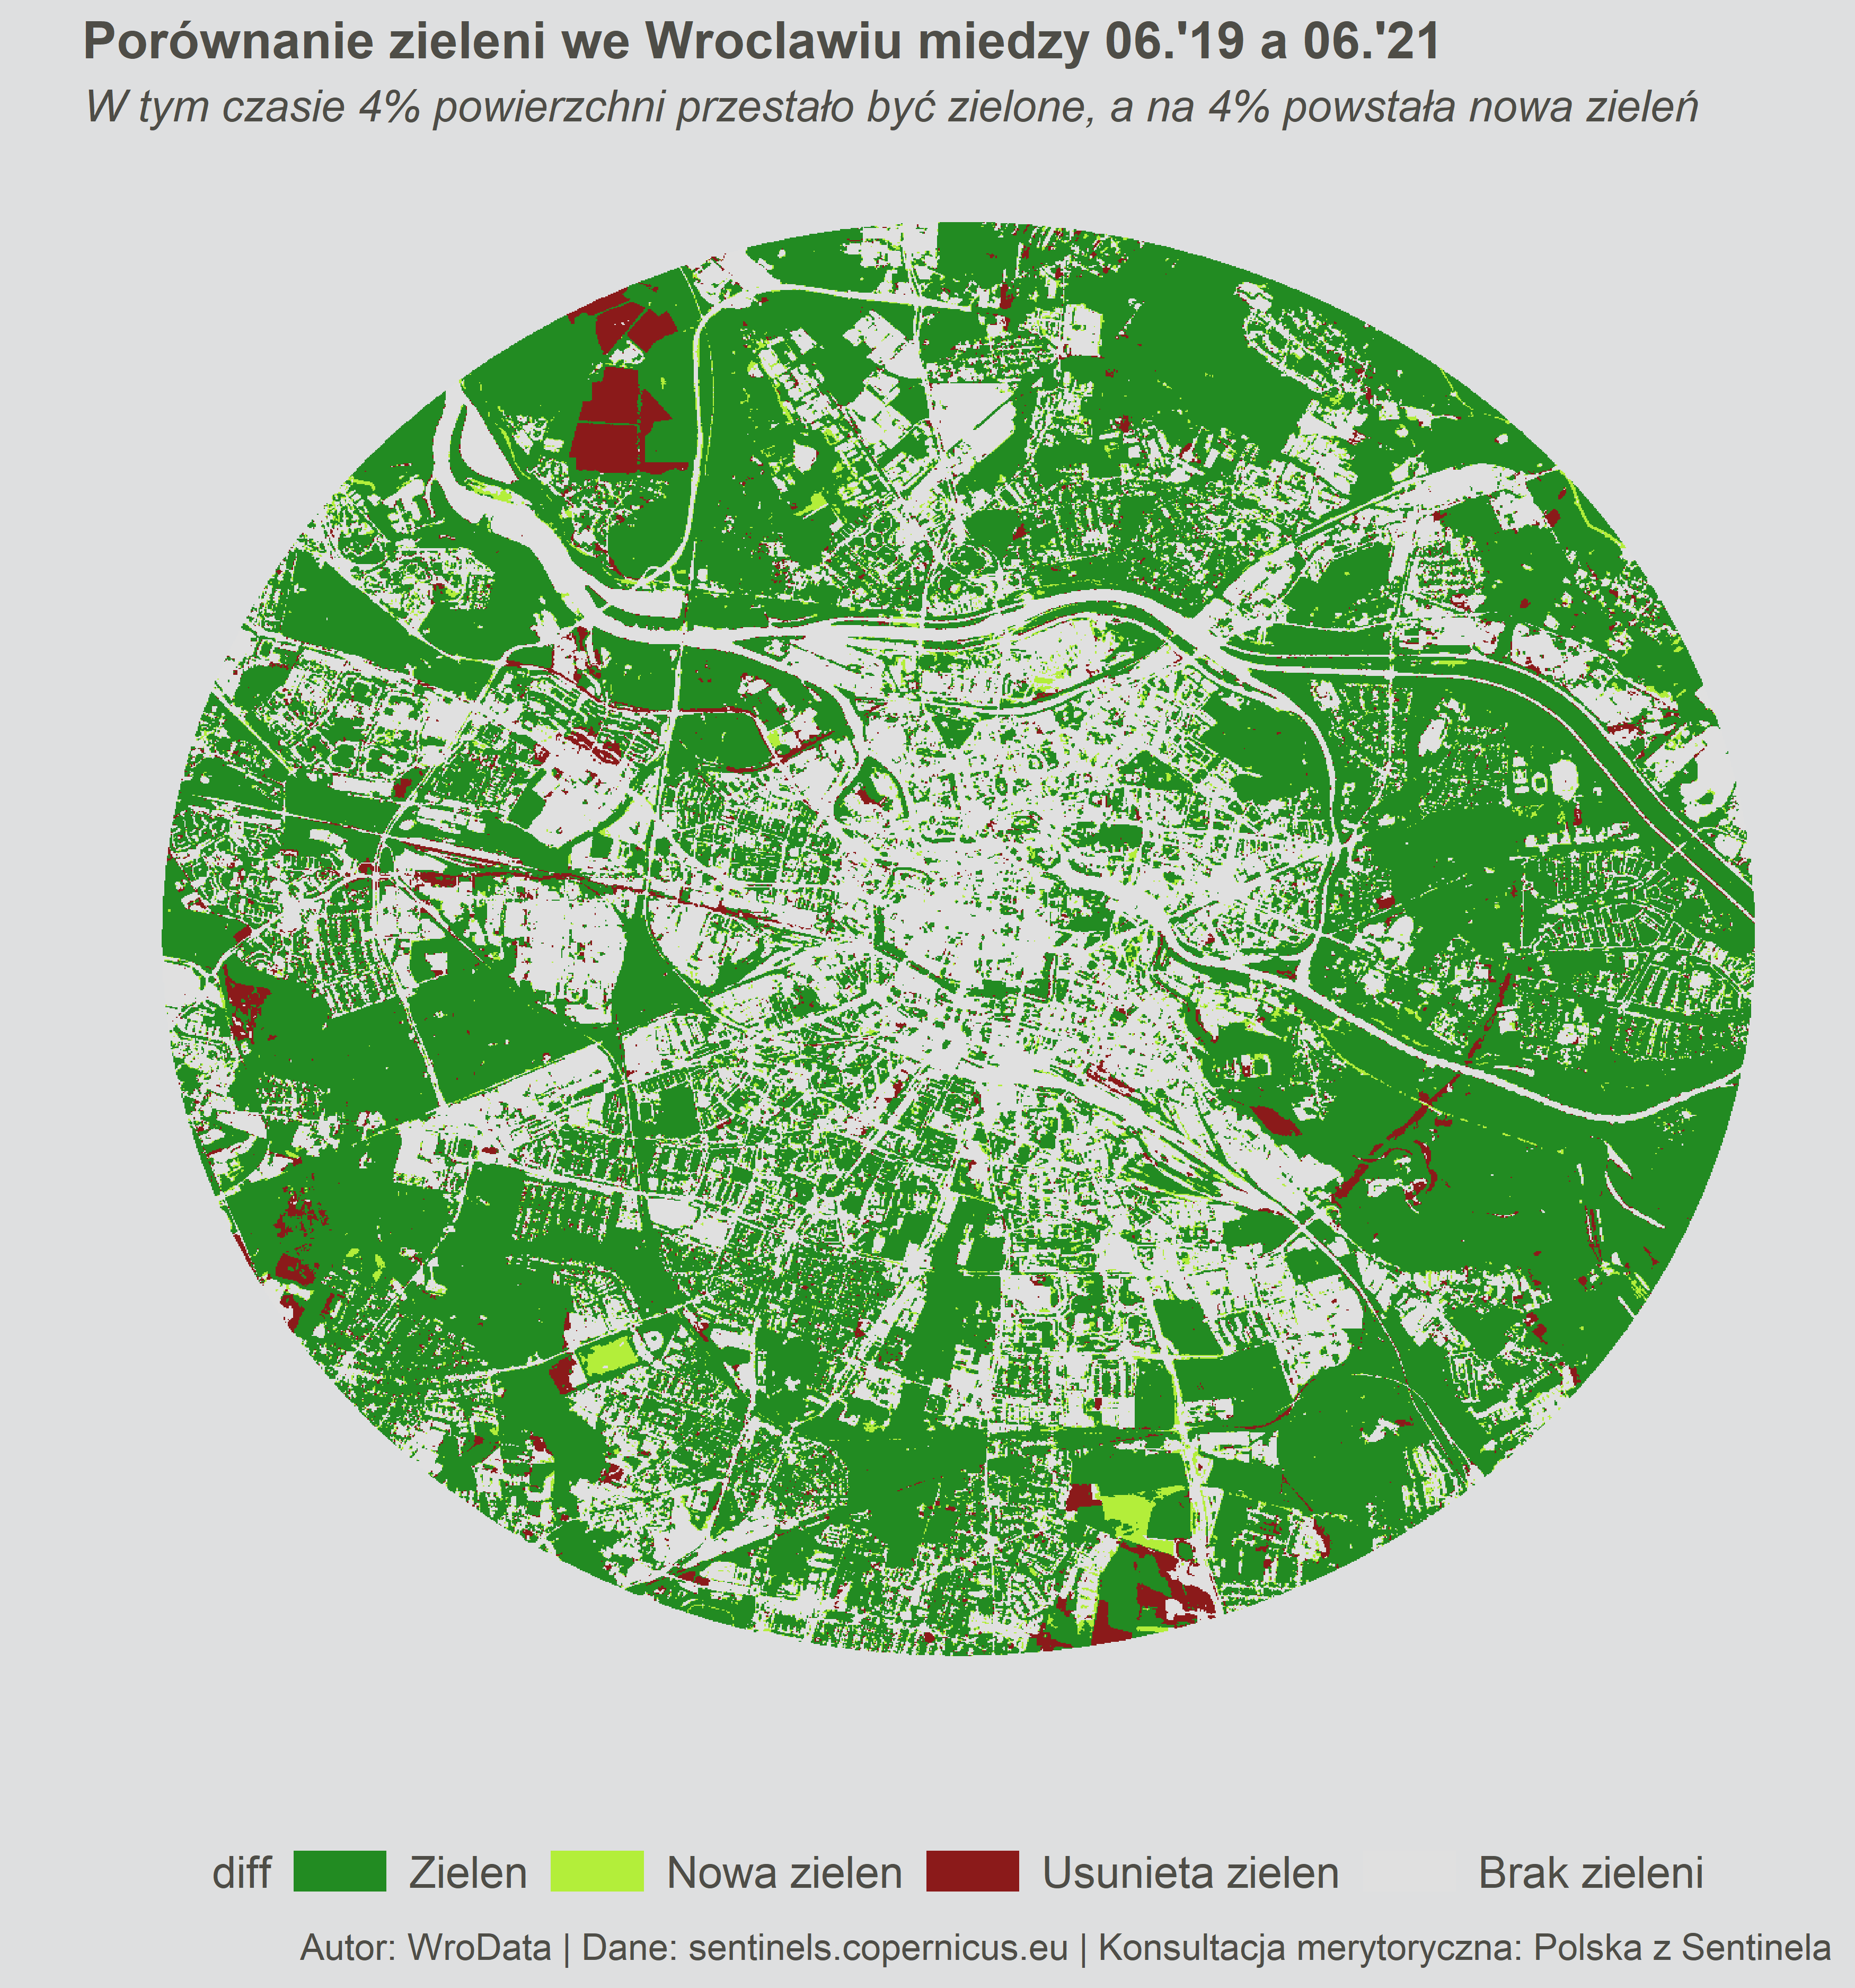 Porównanie zieleni we Wroclawiu miedzy 06.'19 a 06.'21
W tym czasie 4% powierzchni przestało być zielone, a na 4% powstała nowa zieleń
diff Zielen Nowa zielen Usunieta zielen Brak zieleni
Autor: WroData | Dane: sentinels.copernicus.eu | Konsultacja merytoryczna: Polska z Sentinela